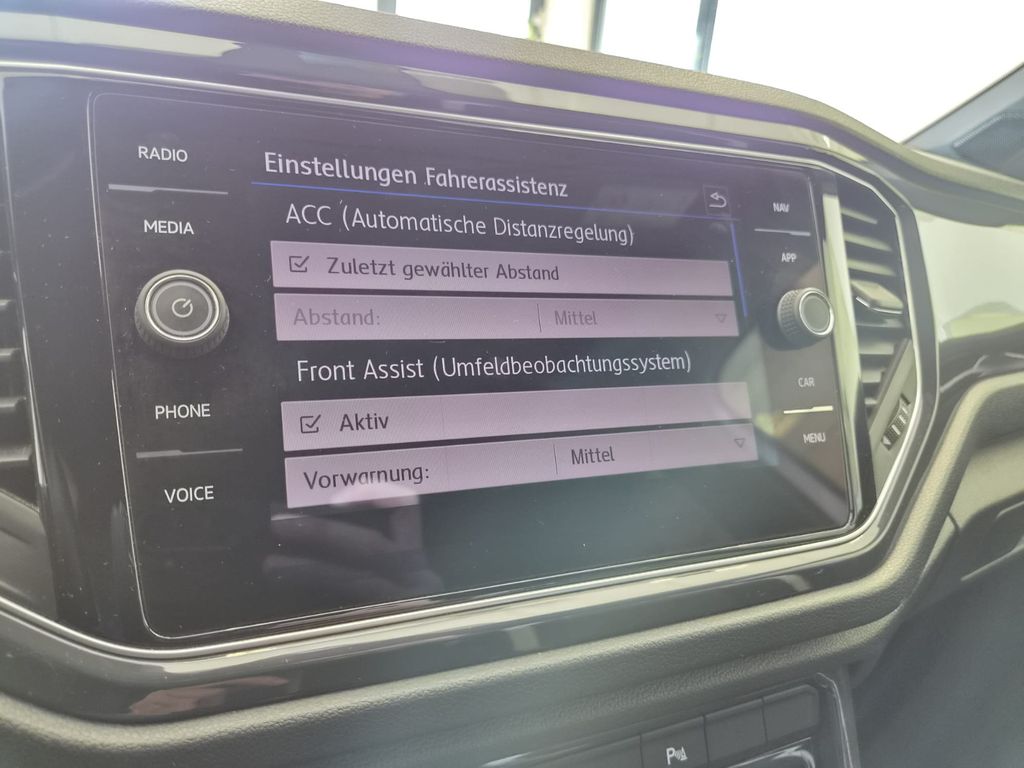 RADIO
MEDIA
PHONE
VOICE
Einstellungen Fahrerassistenz
ACC (Automatische Distanzregelung)
Zuletzt gewählter Abstand
Abstand: Mittel
Front Assist (Umfeldbeobachtungssystem)
Aktiv
Vorwarnung: Mittel
NAV
APP
CAR
MENU
P